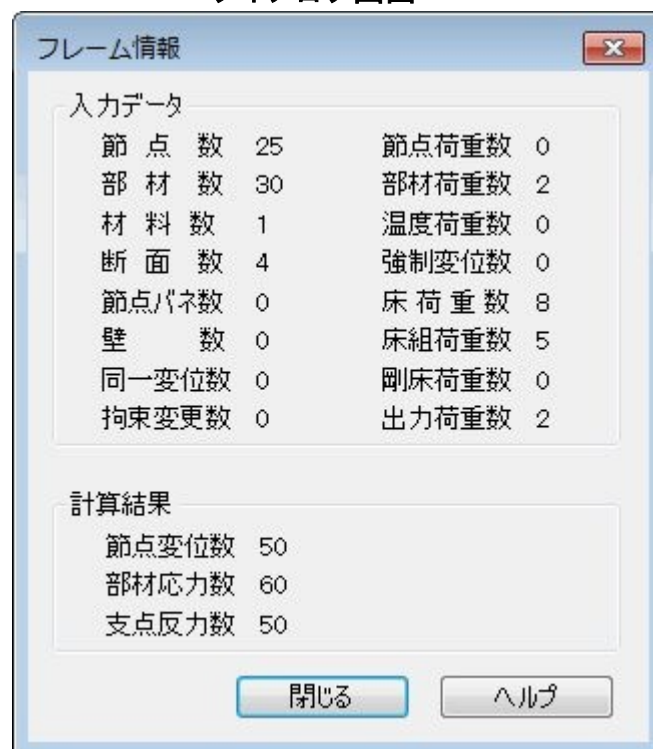 フレーム情報
入力データ
節点数 25 節点荷重数 0
部材数 30 部材荷重数 2
材料数 1 温度荷重数 0
断面数 4 強制変位数 0
節点バネ数 0 床荷重数 8
壁数 0 床組荷重数 5
同一変位数 0 剛床荷重数 0
拘束変更数 0 出力荷重数 2
計算結果
節点変位数 50
部材応力数 60
支点反力数 50
閉じる ヘルプ